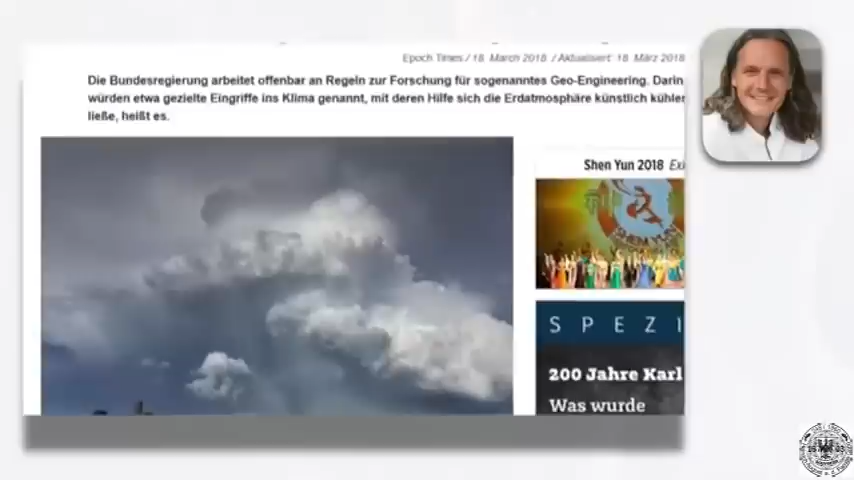 Epoch Times / 18. March 2018 / Aktualisiert: 18. März 2018
Die Bundesregierung arbeitet offenbar an Regeln zur Forschung für sogenanntes Geo-Engineering. Darin
würden etwa gezielte Eingriffe ins Klima genannt, mit deren Hilfe sich die Erdatmosphäre künstlich kühlen
ließe, heißt es.
Shen Yun 2018
SPEZI
200 Jahre Karl
Was wurde